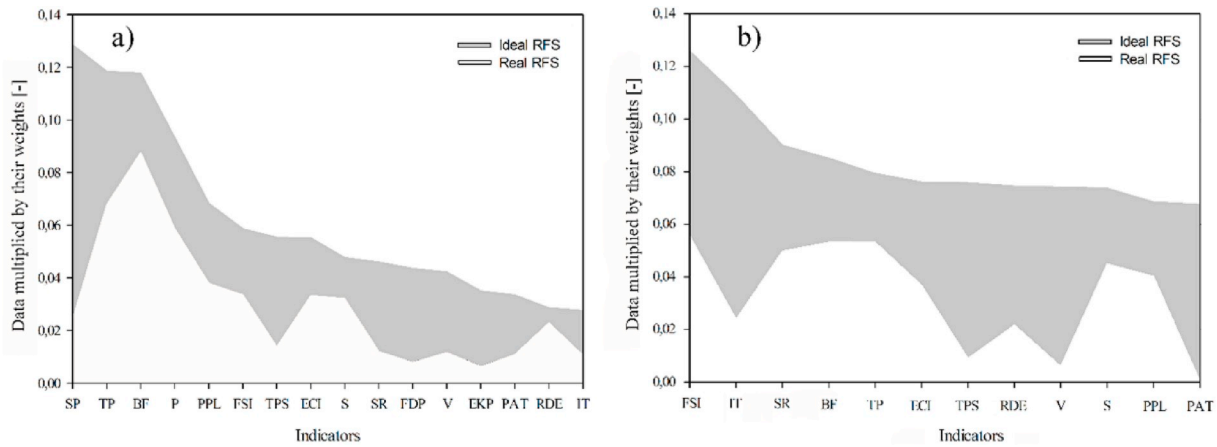 a)
Ideal RFS
Real RFS
Data multiplied by their weights [-]
0,14
0,12
0,10
0,08
0,06
0,04
0,02
0,00
SP TP BF P PPL FSI TPS ECI S SR FDP V EKP PAT RDE IT
Indicators
b)
Ideal RFS
Real RFS
Data multiplied by their weights [-]
0,14
0,12
0,10
0,08
0,06
0,04
0,02
0,00
FSI IT SR BF TP ECI TPS RDE V S PPL PAT
Indicators